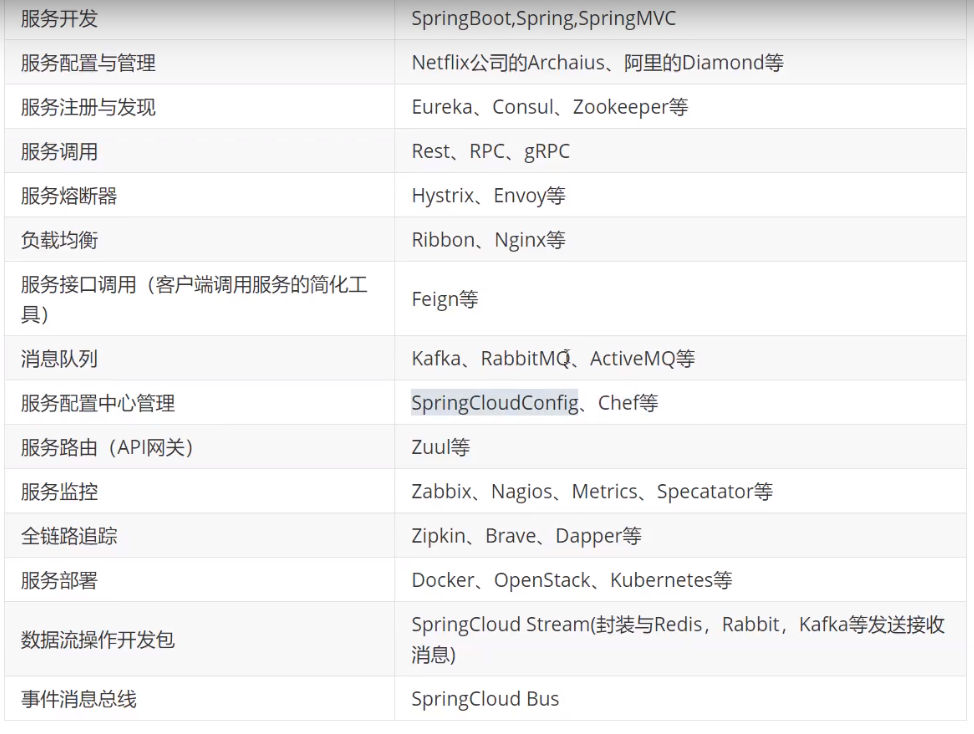 服务开发 SpringBoot,Spring,SpringMVC
服务配置与管理 Netflix公司的Archaius、阿里的Diamond等
服务注册与发现 Eureka、Consul、Zookeeper等
服务调用 Rest、RPC、gRPC
服务熔断器 Hystrix、Envoy等
负载均衡 Ribbon、Nginx等
服务接口调用（客户端调用服务的简化工
具） Feign等
消息队列 Kafka、RabbitMQ、ActiveMQ等
服务配置中心管理 SpringCloudConfig、Chef等
服务路由（API网关） Zuul等
服务监控 Zabbix、Nagios、Metrics、Specatator等
全链路追踪 Zipkin、Brave、Dapper等
服务部署 Docker、OpenStack、Kubernetes等
数据流操作开发包 SpringCloud Stream(封装与Redis，Rabbit，Kafka等发送接收
消息)
事件消息总线 SpringCloud Bus